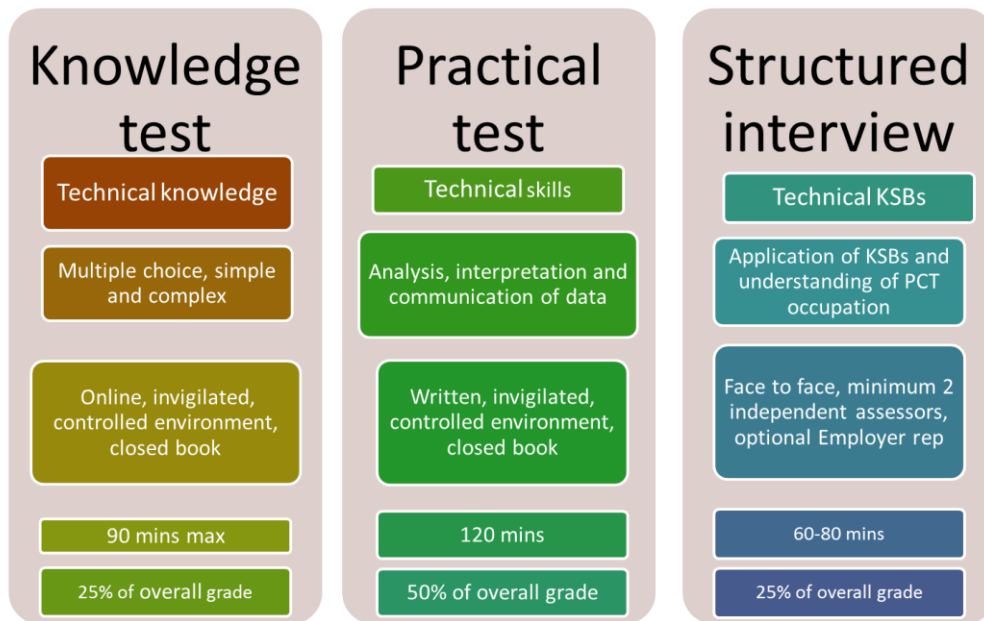 Knowledge
test
Technical knowledge
Multiple choice, simple
and complex
Online, invigilated,
controlled environment,
closed book
90 mins max
25% of overall grade
Practical
test
Technical skills
Analysis, interpretation and
communication of data
Written, invigilated,
controlled environment,
closed book
120 mins
50% of overall grade
Structured
interview
Technical KSBs
Application of KSBs and
understanding of PCT
occupation
Face to face, minimum 2
independent assessors,
optional Employer rep
60-80 mins
25% of overall grade